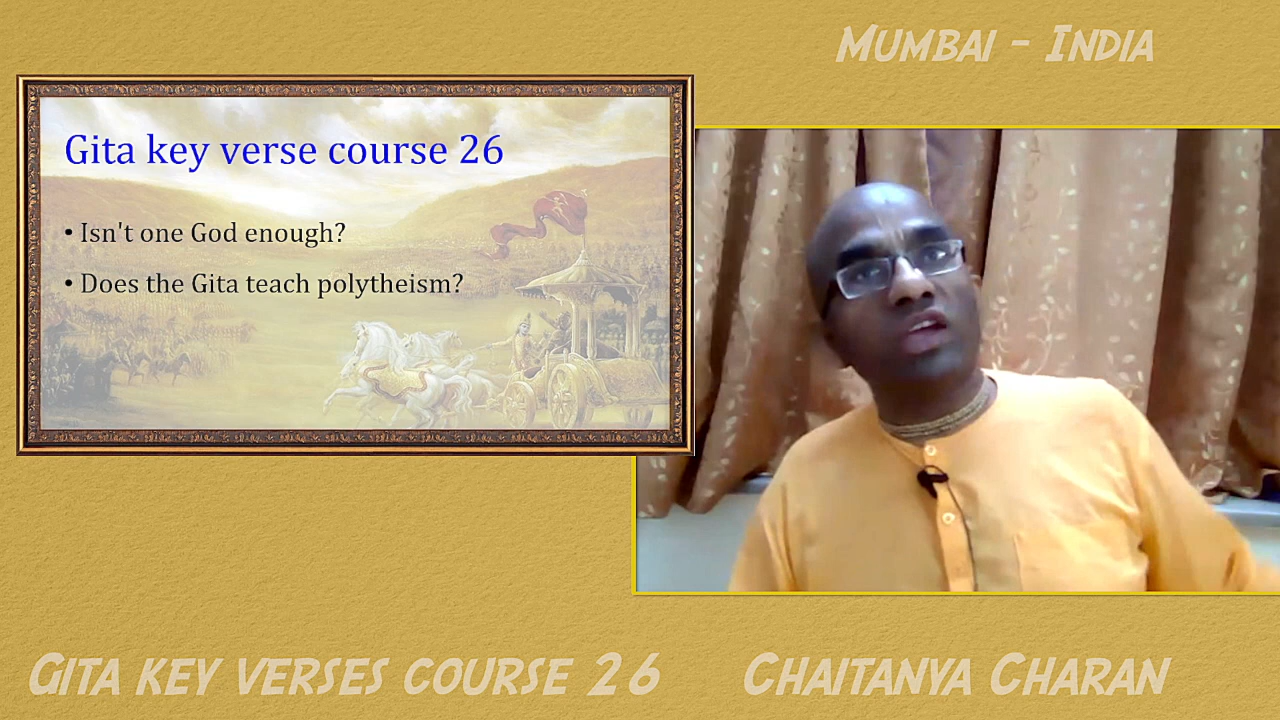 Mumbai - India
Gita key verse course 26
• Isn't one God enough?
• Does the Gita teach polytheism?
Gita key verses course 26
Chaitanya Charan